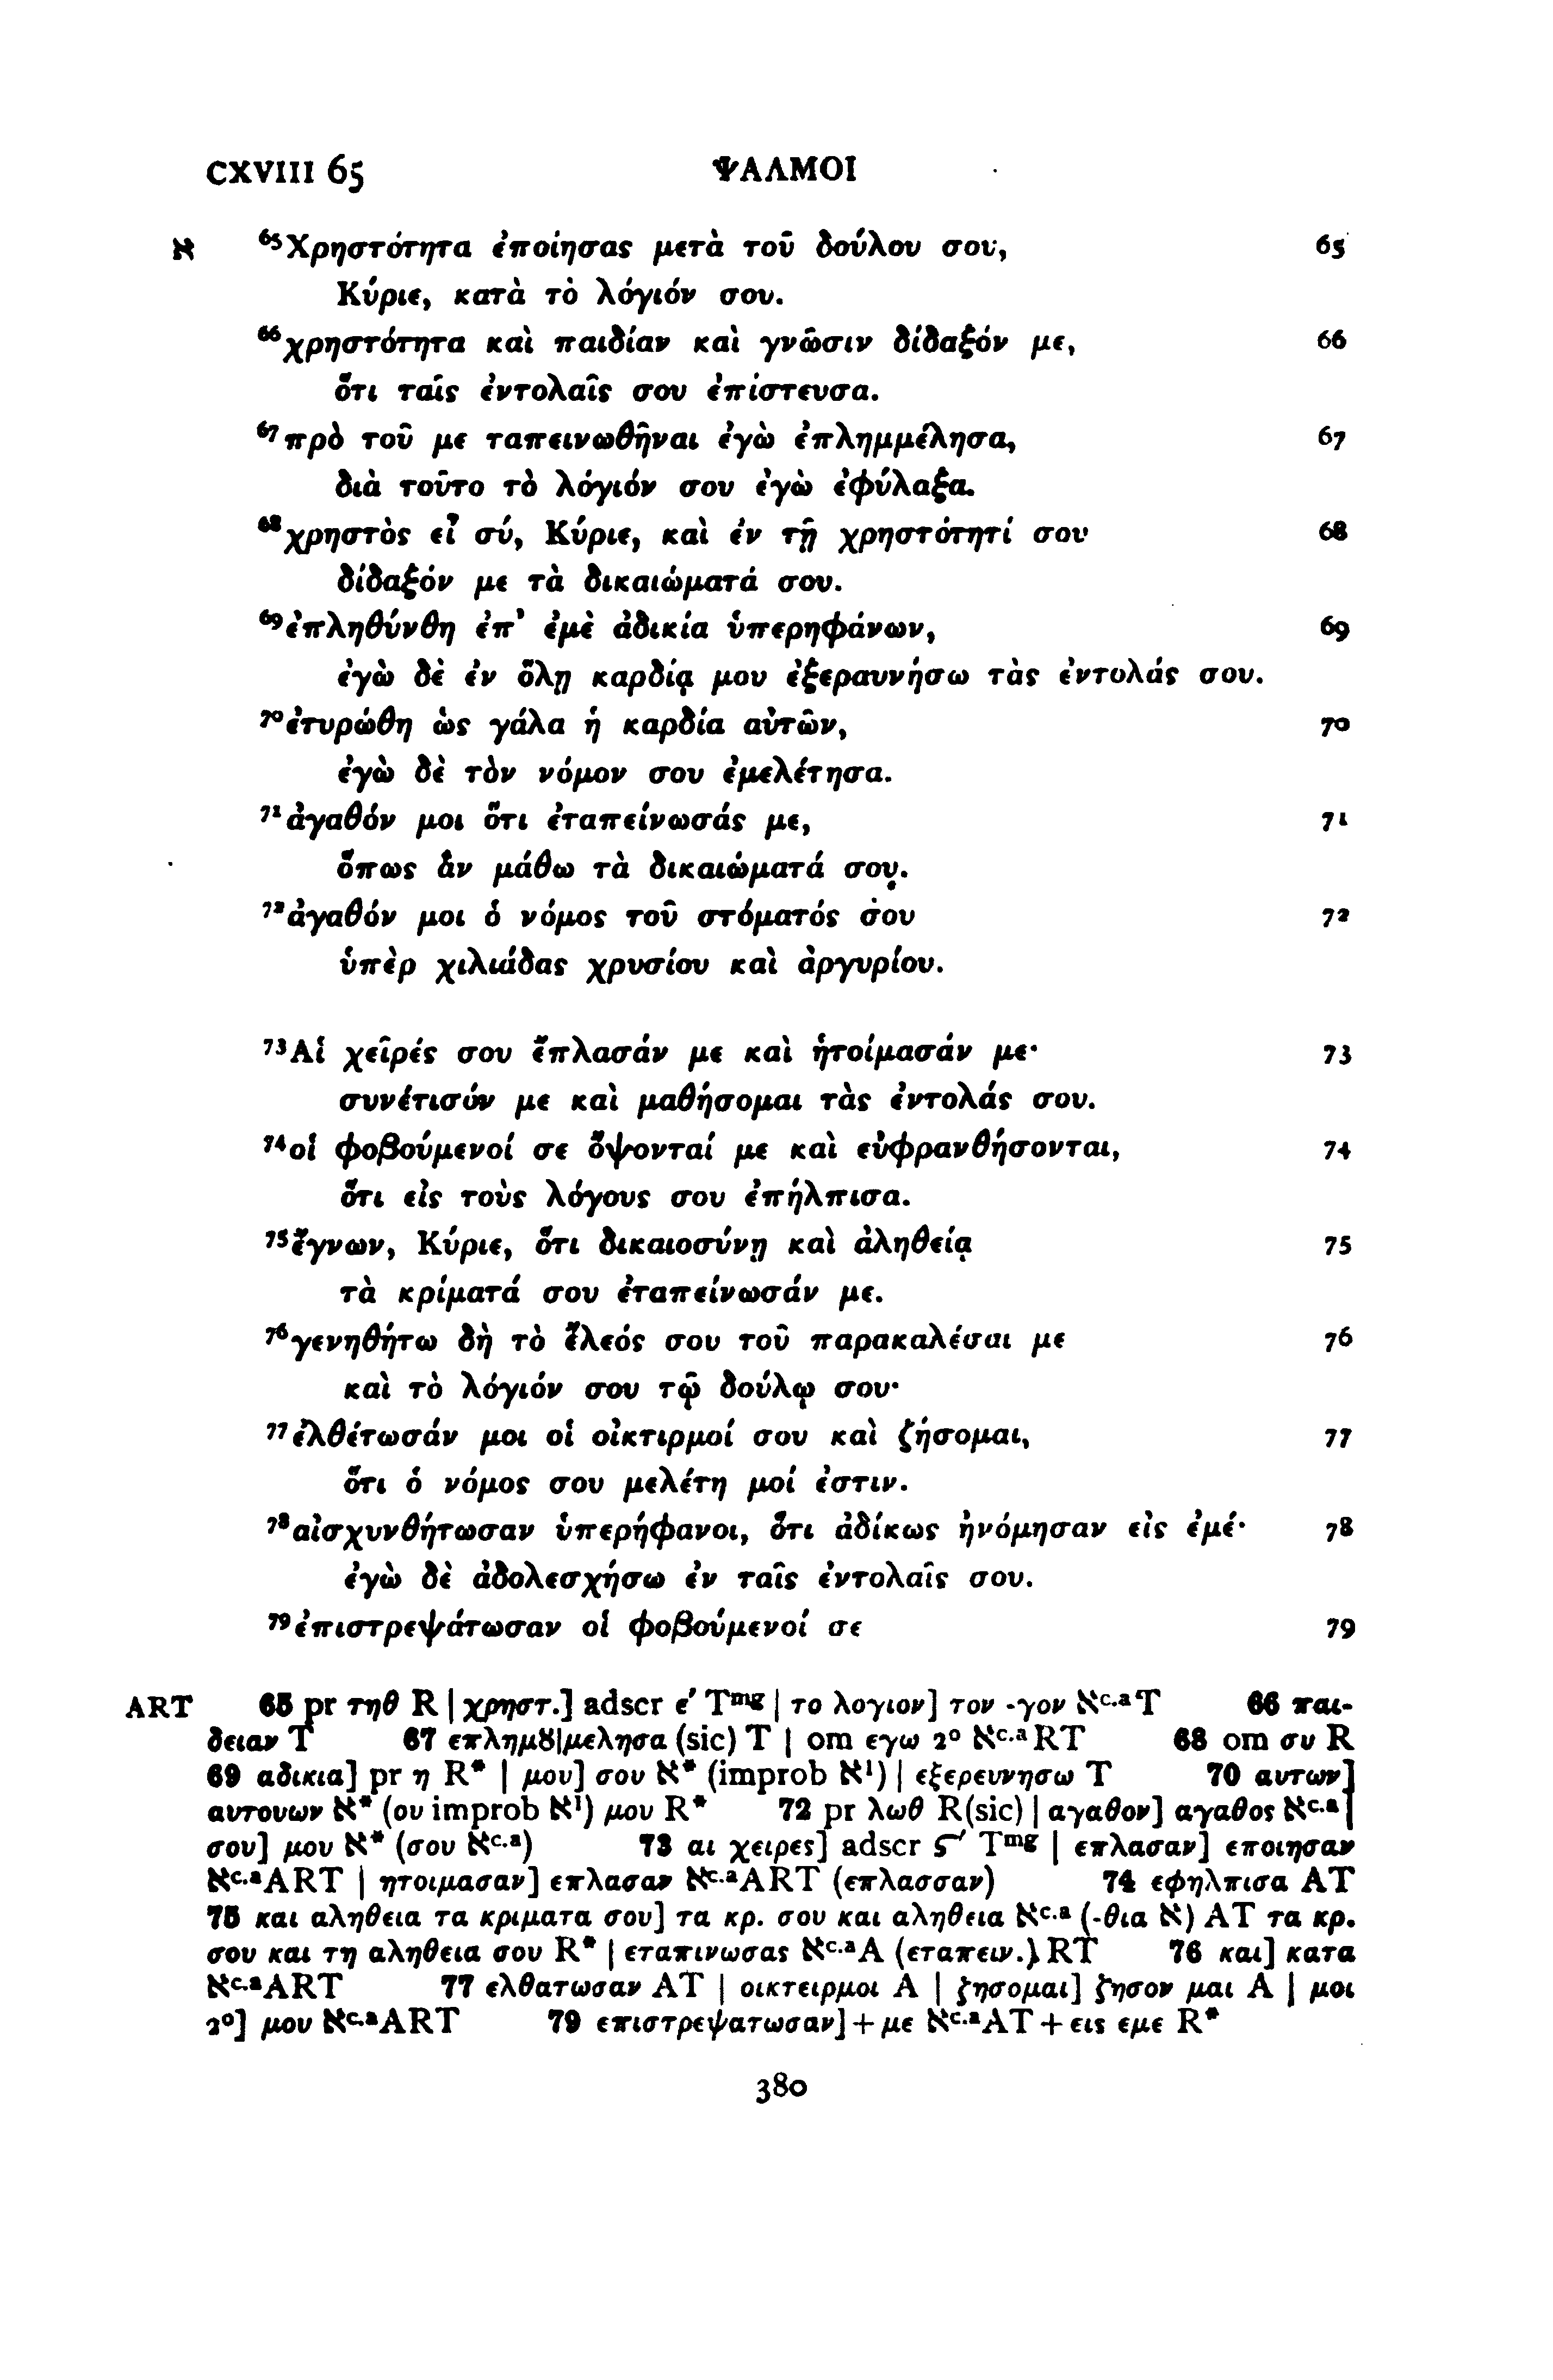 CXVIII 65 ΨΑΛΜΟΙ
א ⁶⁵Χρηστότητα ἐποίησας μετὰ τοῦ δούλου σου, 65
Κύριε, κατὰ τὸ λόγιόν σου.
⁶⁶χρηστότητα καὶ παιδίαν καὶ γνῶσιν δίδαξόν με, 66
ὅτι ταῖς ἐντολαῖς σου ἐπίστευσα.
⁶⁷πρὸ τοῦ με ταπεινωθῆναι ἐγὼ ἐπλημμέλησα, 67
διὰ τοῦτο τὸ λόγιόν σου ἐγὼ ἐφύλαξα.
⁶⁸χρηστὸς εἶ σύ, Κύριε, καὶ ἐν τῇ χρηστότητί σου 68
δίδαξόν με τὰ δικαιώματά σου.
⁶⁹ἐπληθύνθη ἐπ᾽ ἐμὲ ἀδικία ὑπερηφάνων, 69
ἐγὼ δὲ ἐν ὅλῃ καρδίᾳ μου ἐξεραυνήσω τὰς ἐντολάς σου.
⁷⁰ἐτυρώθη ὡς γάλα ἡ καρδία αὐτῶν, 70
ἐγὼ δὲ τὸν νόμον σου ἐμελέτησα.
⁷¹ἀγαθόν μοι ὅτι ἐταπείνωσάς με, 71
ὅπως ἂν μάθω τὰ δικαιώματά σου.
⁷²ἀγαθόν μοι ὁ νόμος τοῦ στόματός σου 72
ὑπὲρ χιλιάδας χρυσίου καὶ ἀργυρίου.
⁷³Αἱ χεῖρές σου ἔπλασάν με καὶ ἡτοίμασάν με· 73
συνέτισόν με καὶ μαθήσομαι τὰς ἐντολάς σου.
⁷⁴οἱ φοβούμενοί σε ὄψονταί με καὶ εὐφρανθήσονται, 74
ὅτι εἰς τοὺς λόγους σου ἐπήλπισα.
⁷⁵ἔγνων, Κύριε, ὅτι δικαιοσύνῃ καὶ ἀληθείᾳ 75
τὰ κρίματά σου ἐταπείνωσάν με.
⁷⁶γενηθήτω δὴ τὸ ἔλεός σου τοῦ παρακαλέσαι με 76
καὶ τὸ λόγιόν σου τῷ δούλῳ σου·
⁷⁷ἐλθέτωσάν μοι οἱ οἰκτιρμοί σου καὶ ζήσομαι, 77
ὅτι ὁ νόμος σου μελέτη μοί ἐστιν.
⁷⁸αἰσχυνθήτωσαν ὑπερήφανοι, ὅτι ἀδίκως ἠνόμησαν εἰς ἐμέ· 78
ἐγὼ δὲ ἀδολεσχήσω ἐν ταῖς ἐντολαῖς σου.
⁷⁹ἐπιστρεψάτωσαν οἱ φοβούμενοί σε 79
ART 65 pr τηθ R | χρηστ.] adscr ε′ Tᵐᵍ | το λογιον] τον -γον אᶜ·ᵃT 66 παι-
δειαν T 67 επλημ8|μελησα (sic) T | om εγω 2° אᶜ·ᵃRT 68 om συ R
69 αδικια] pr η R* | μου] σου א* (improb א¹) | εξερευνησω T 70 αυτων]
αυτουων א* (ου improb א¹) μου R* 72 pr λωθ R(sic) | αγαθον] αγαθος אᶜ·ᵃ |
σου] μου א* (σου אᶜ·ᵃ) 73 αι χειρες] adscr Ϛ′ Tᵐᵍ | επλασαν] εποιησαν
אᶜ·ᵃART | ητοιμασαν] επλασαν אᶜ·ᵃART (επλασσαν) 74 εφηλπισα AT
75 και αληθεια τα κριματα σου] τα κρ. σου και αληθεια אᶜ·ᵃ (-θια א) AT τα κρ.
σου και τη αληθεια σου R* | εταπινωσας אᶜ·ᵃA (εταπειν.) RT 76 και] κατα
אᶜ·ᵃART 77 ελθατωσαν AT | οικτειρμοι A | ζησομαι] ζησον μαι A | μοι
2°] μου אᶜ·ᵃART 79 επιστρεψατωσαν] + με אᶜ·ᵃAT + εις εμε R*
380